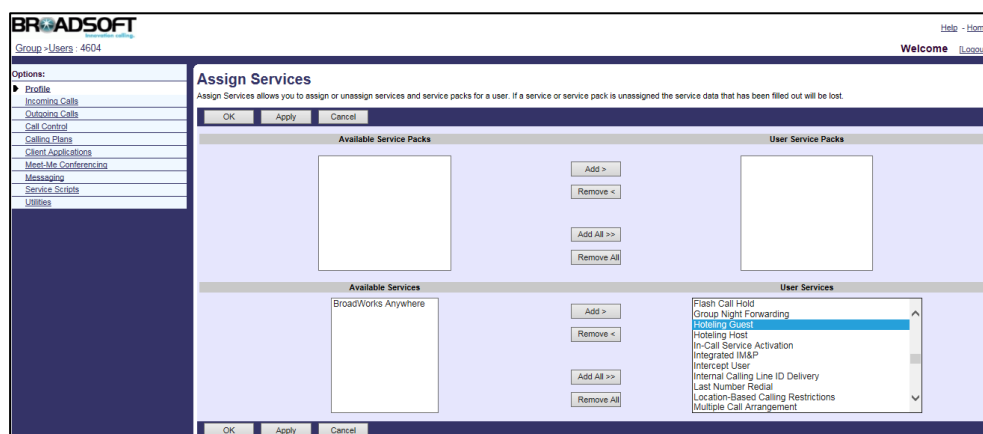 BROADSOFT
innovation calling.
Help - Hom
Group >Users : 4604
Welcome [Logou
Options:
Profile
Incoming Calls
Outgoing Calls
Call Control
Calling Plans
Client Applications
Meet-Me Conferencing
Messaging
Service Scripts
Utilities
Assign Services
Assign Services allows you to assign or unassign services and service packs for a user. If a service or service pack is unassigned the service data that has been filled out will be lost.
OK Apply Cancel
Available Service Packs User Service Packs
Add >
Remove <
Add All >>
Remove All
Available Services User Services
BroadWorks Anywhere
Add >
Remove <
Add All >>
Remove All
Flash Call Hold
Group Night Forwarding
Hoteling Guest
Hoteling Host
In-Call Service Activation
Integrated IM&P
Intercept User
Internal Calling Line ID Delivery
Last Number Redial
Location-Based Calling Restrictions
Multiple Call Arrangement
OK Apply Cancel